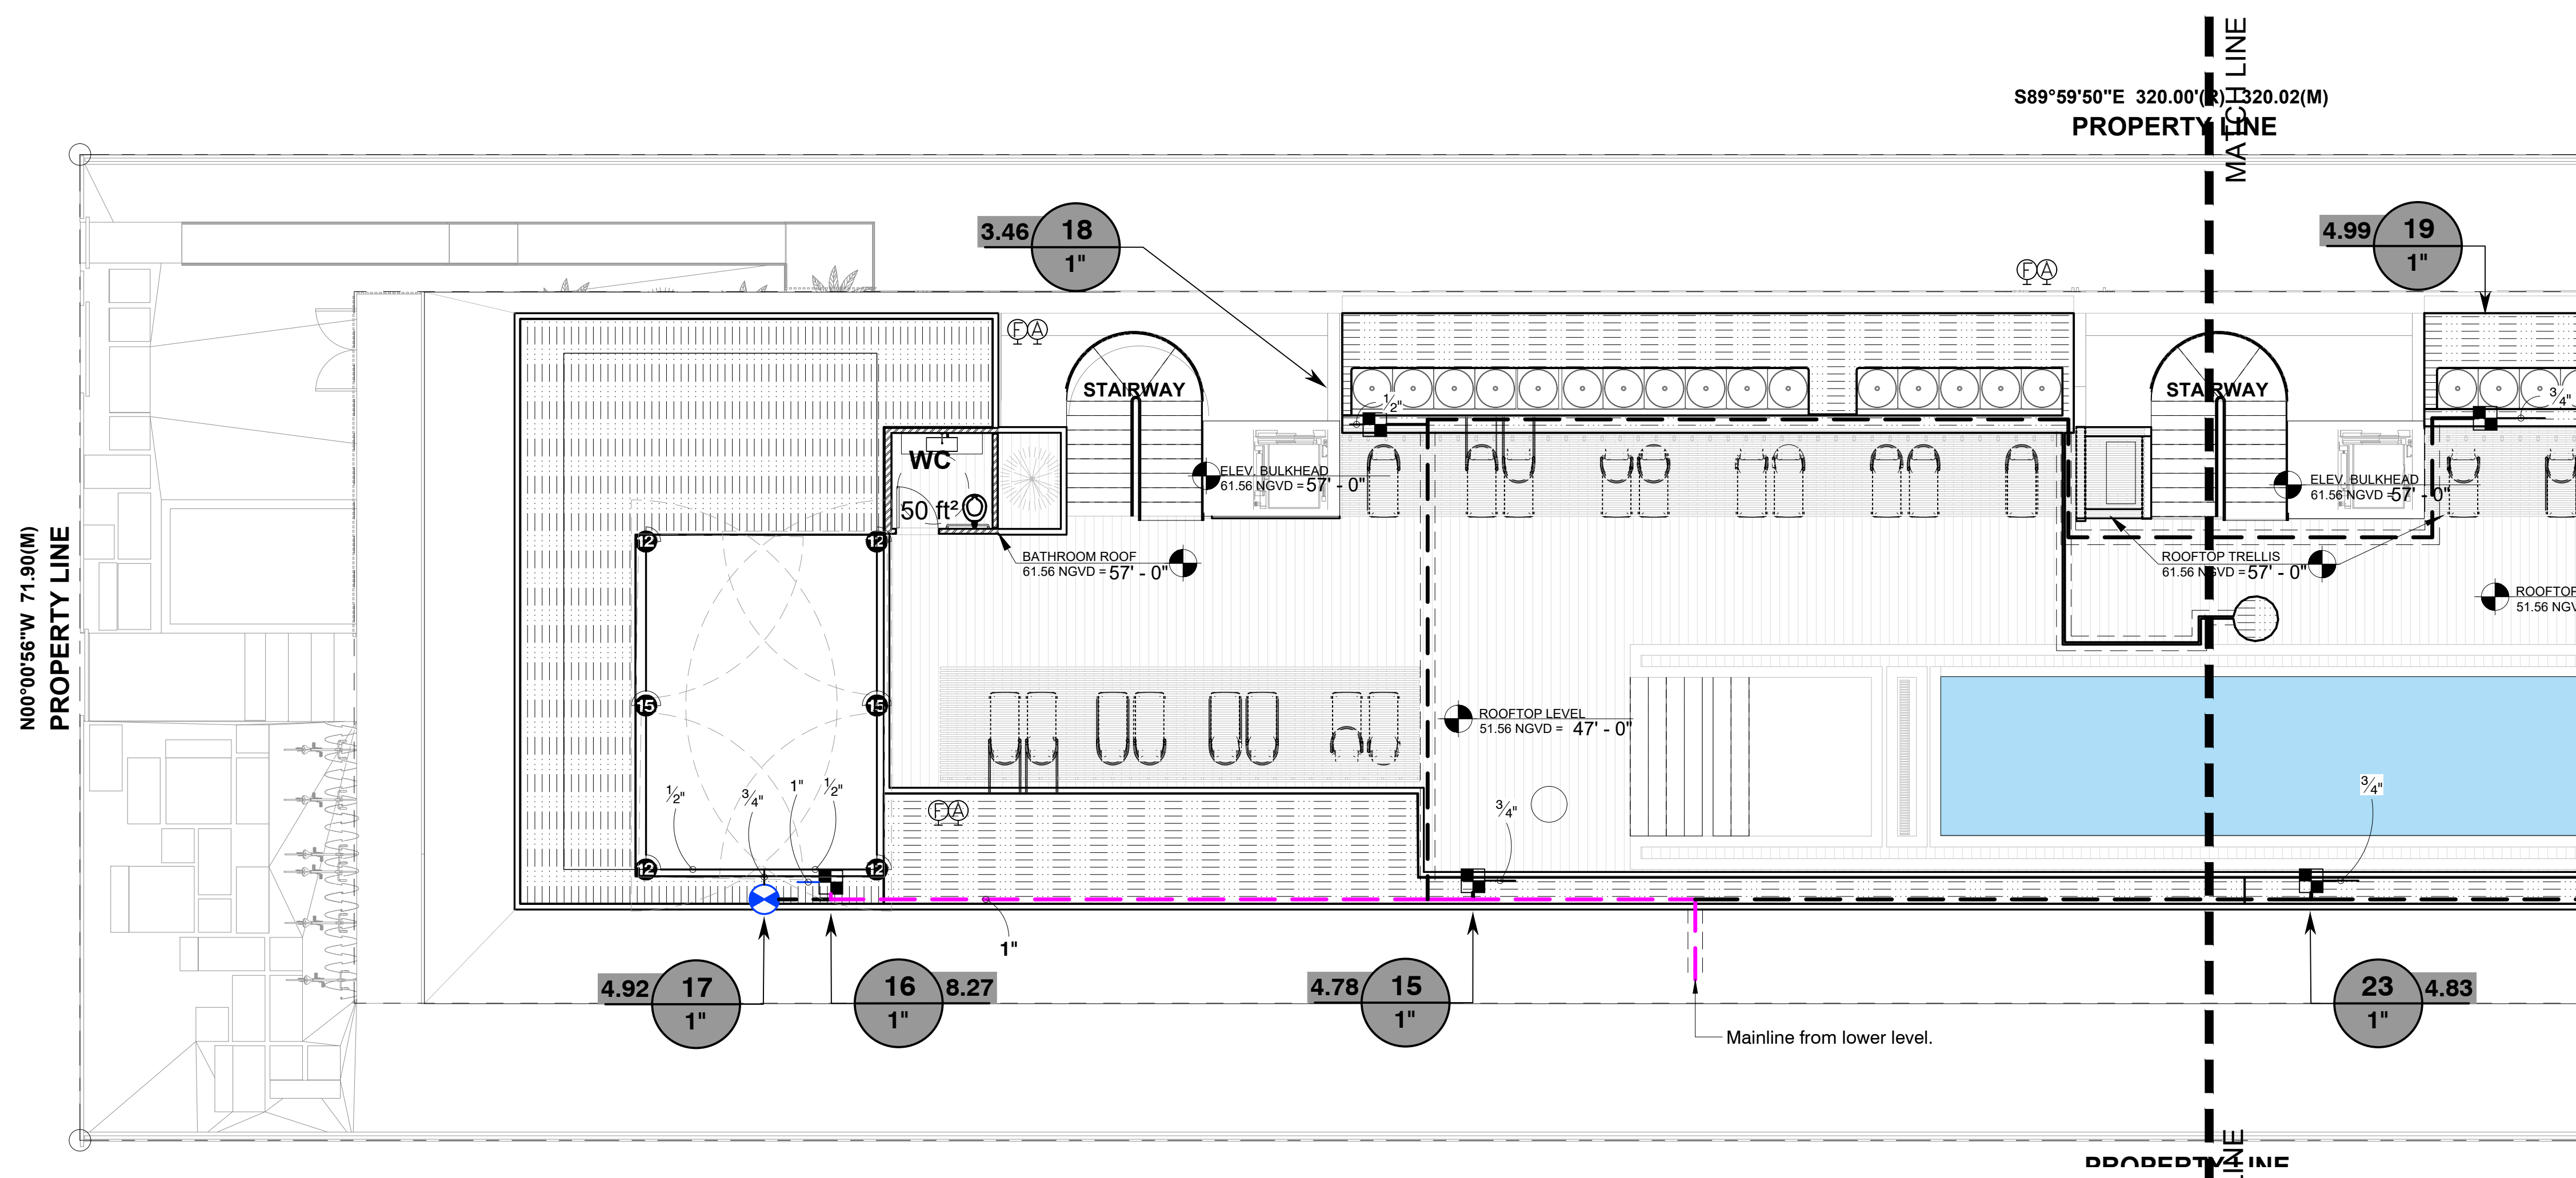 MATCH LINE
S89°59'50"E 320.00'(R) 320.02(M)
PROPERTY LINE
3.46 18
1"
4.99 19
1"
F A
F A
STAIRWAY
STAIRWAY
1/2"
3/4"
WC
50 ft²
ELEV. BULKHEAD
61.56 NGVD = 57' - 0"
ELEV. BULKHEAD
61.56 NGVD = 57' - 0"
BATHROOM ROOF
61.56 NGVD = 57' - 0"
ROOFTOP TRELLIS
61.56 NGVD = 57' - 0"
ROOFTOP
51.56 NGV
12
12
N00°00'56"W 71.90(M)
PROPERTY LINE
15
15
ROOFTOP LEVEL
51.56 NGVD = 47' - 0"
1/2"
3/4"
1"
1/2"
3/4"
3/4"
F A
12
12
1"
4.92 17
1"
16 8.27
1"
4.78 15
1"
23 4.83
1"
Mainline from lower level.
PROPERTY LINE
LINE